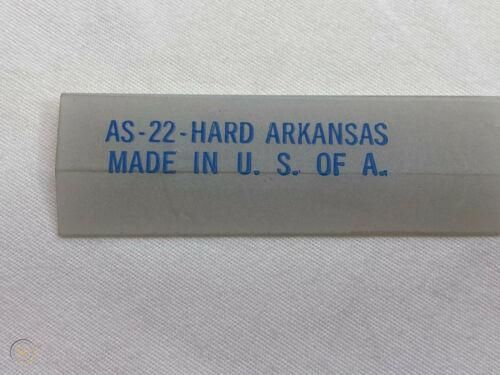 AS-22-HARD ARKANSAS
MADE IN U. S. OF A.